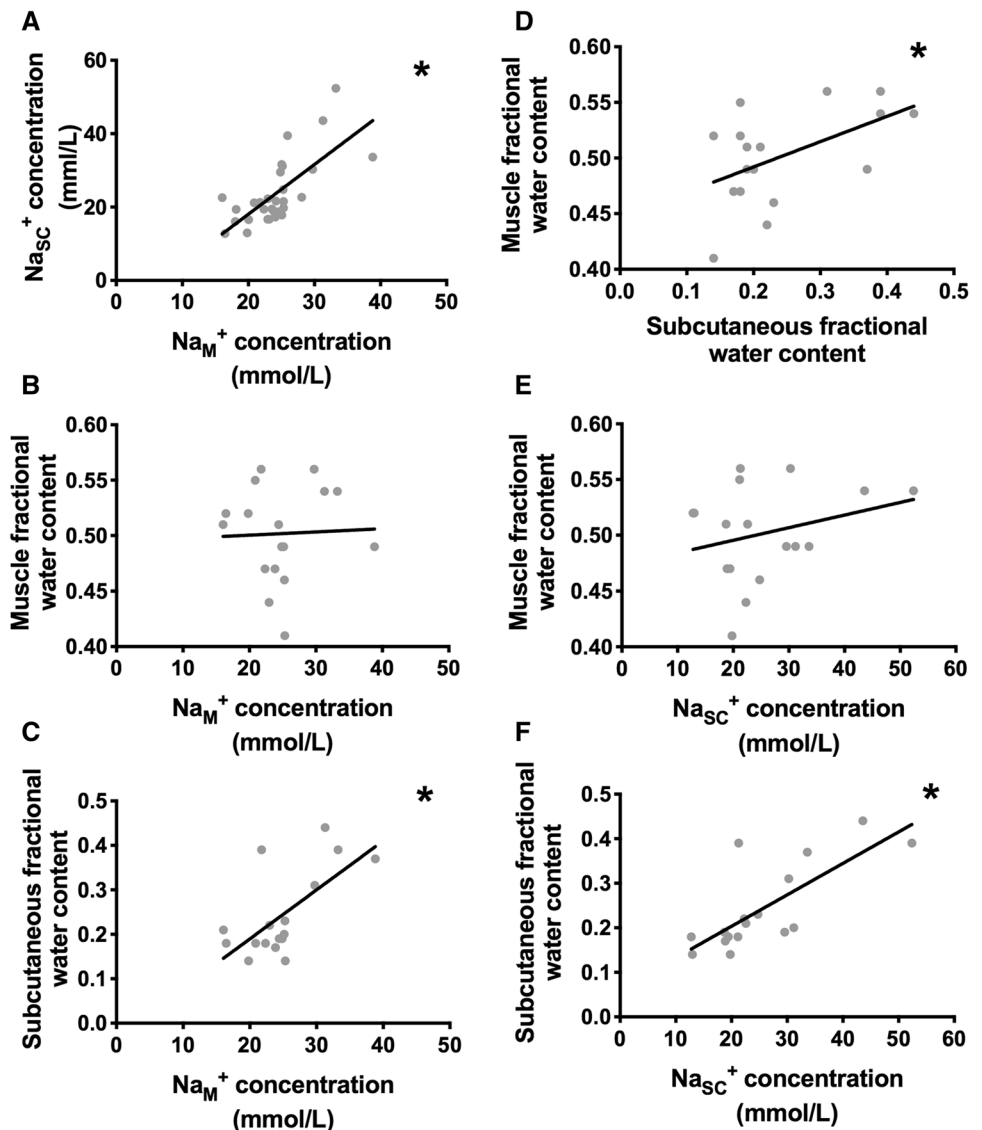 A
60
40
20
0
0 10 20 30 40 50
Na_SC^+ concentration
(mml/L)
*
Na_M^+ concentration
(mmol/L)
D
0.60
0.55
0.50
0.45
0.40
0.0 0.1 0.2 0.3 0.4 0.5
Muscle fractional
water content
*
Subcutaneous fractional
water content
B
0.60
0.55
0.50
0.45
0.40
0 10 20 30 40 50
Muscle fractional
water content
Na_M^+ concentration
(mmol/L)
E
0.60
0.55
0.50
0.45
0.40
0 10 20 30 40 50 60
Muscle fractional
water content
Na_SC^+ concentration
(mmol/L)
C
0.5
0.4
0.3
0.2
0.1
0.0
0 10 20 30 40 50
Subcutaneous fractional
water content
*
Na_M^+ concentration
(mmol/L)
F
0.5
0.4
0.3
0.2
0.1
0.0
0 10 20 30 40 50 60
Subcutaneous fractional
water content
*
Na_SC^+ concentration
(mmol/L)